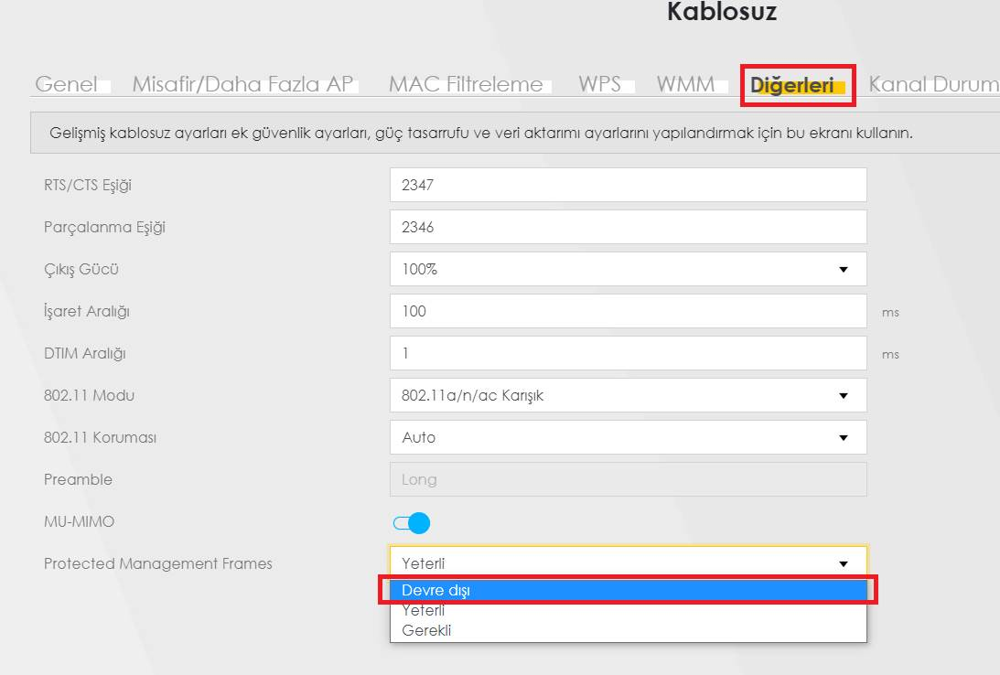 Kablosuz
Genel Misafir/Daha Fazla AP MAC Filtreleme WPS WMM Diğerleri Kanal Durum
Gelişmiş kablosuz ayarları ek güvenlik ayarları, güç tasarrufu ve veri aktarımı ayarlarını yapılandırmak için bu ekranı kullanın.
RTS/CTS Eşiği 2347
Parçalanma Eşiği 2346
Çıkış Gücü 100%
İşaret Aralığı 100 ms
DTIM Aralığı 1 ms
802.11 Modu 802.11a/n/ac Karışık
802.11 Koruması Auto
Preamble Long
MU-MIMO
Protected Management Frames Yeterli
Devre dışı
Yeterli
Gerekli